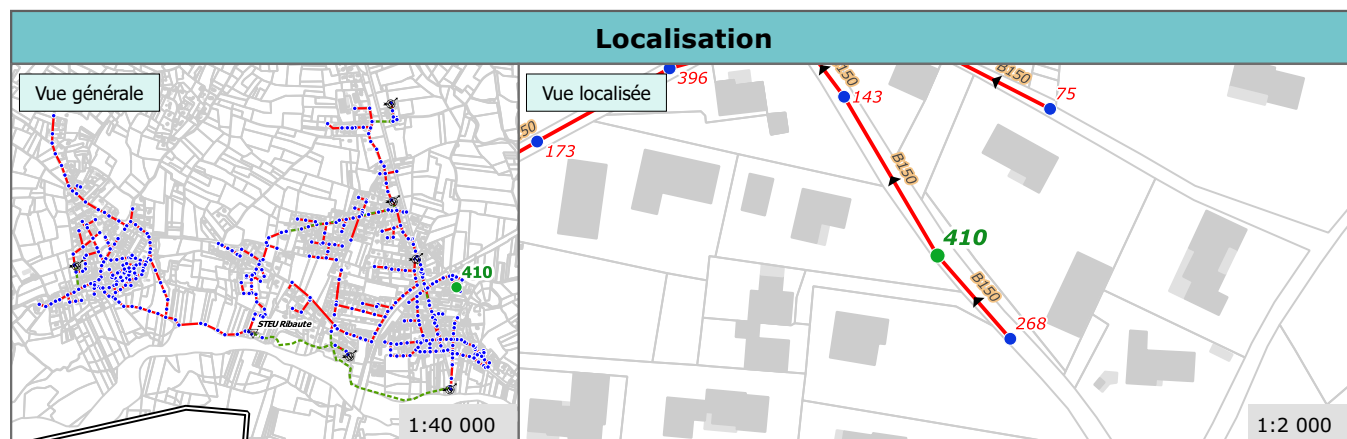 Localisation
Vue générale
410
STEU Ribaute
1:40 000
Vue localisée
396
173
B150
143
B150
75
B150
410
B150
268
1:2 000